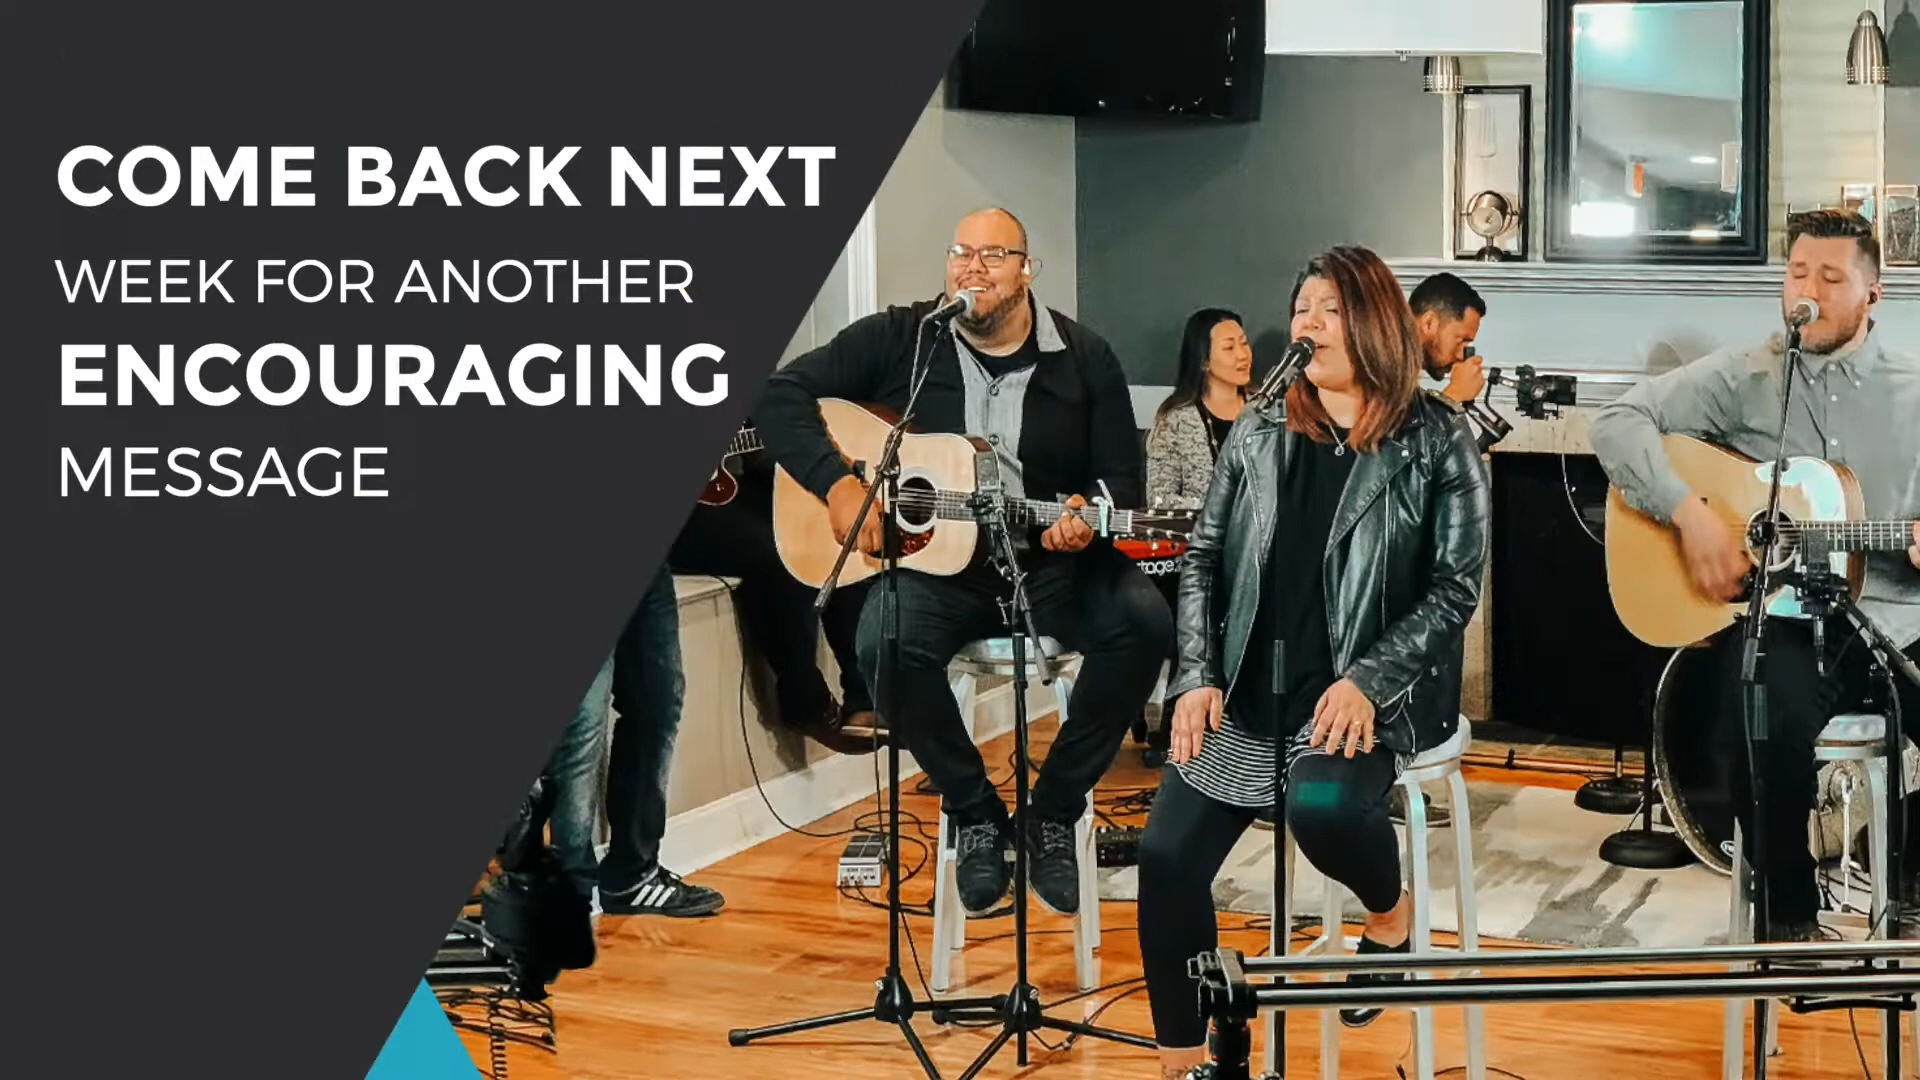 COME BACK NEXT
WEEK FOR ANOTHER
ENCOURAGING
MESSAGE